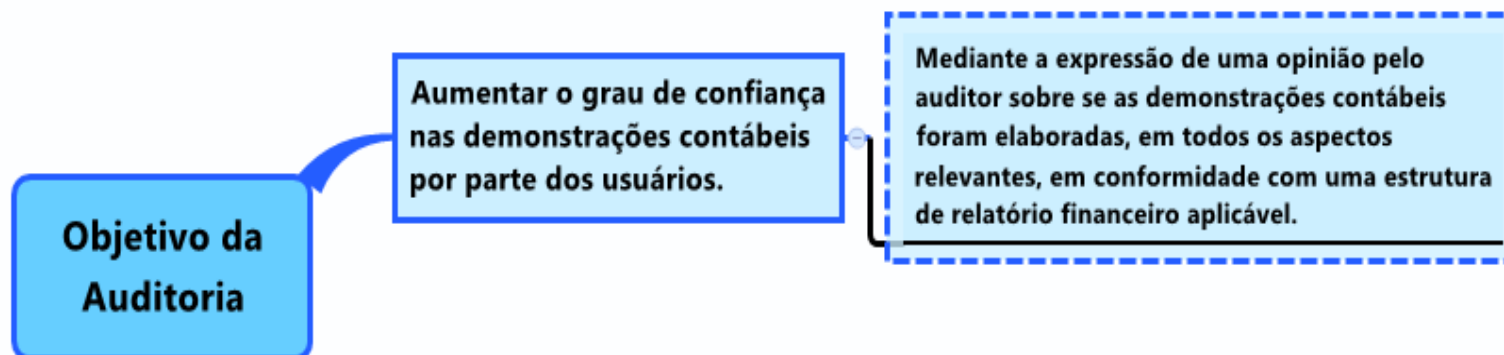 Objetivo da
Auditoria
Aumentar o grau de confiança
nas demonstrações contábeis
por parte dos usuários.
Mediante a expressão de uma opinião pelo
auditor sobre se as demonstrações contábeis
foram elaboradas, em todos os aspectos
relevantes, em conformidade com uma estrutura
de relatório financeiro aplicável.